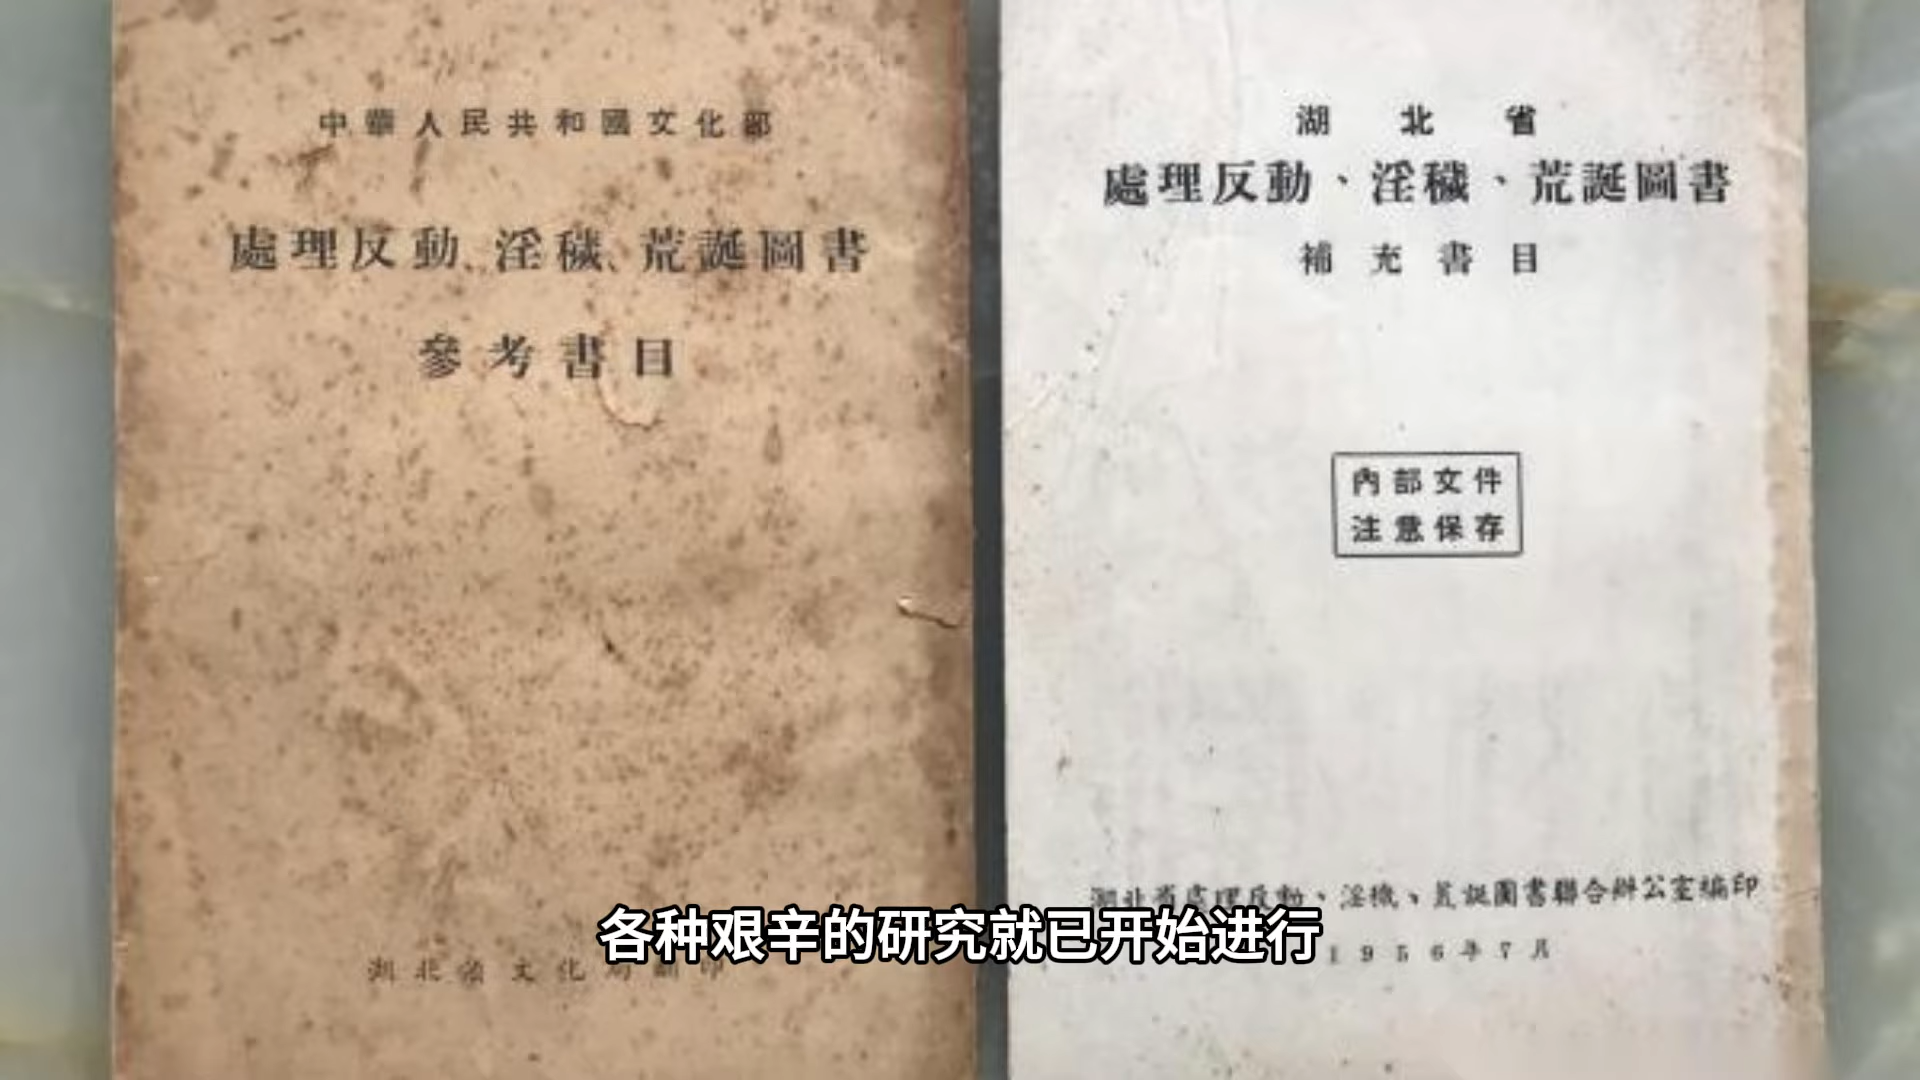 中華人民共和國文化部
處理反動、淫穢、荒誕圖書
參考書目
湖北省文化局翻印
湖北省
處理反動、淫穢、荒誕圖書
補充書目
內部文件
注意保存
湖北省處理反動、淫穢、荒誕圖書聯合辦公室編印
1956年7月
各种艰辛的研究就已开始进行